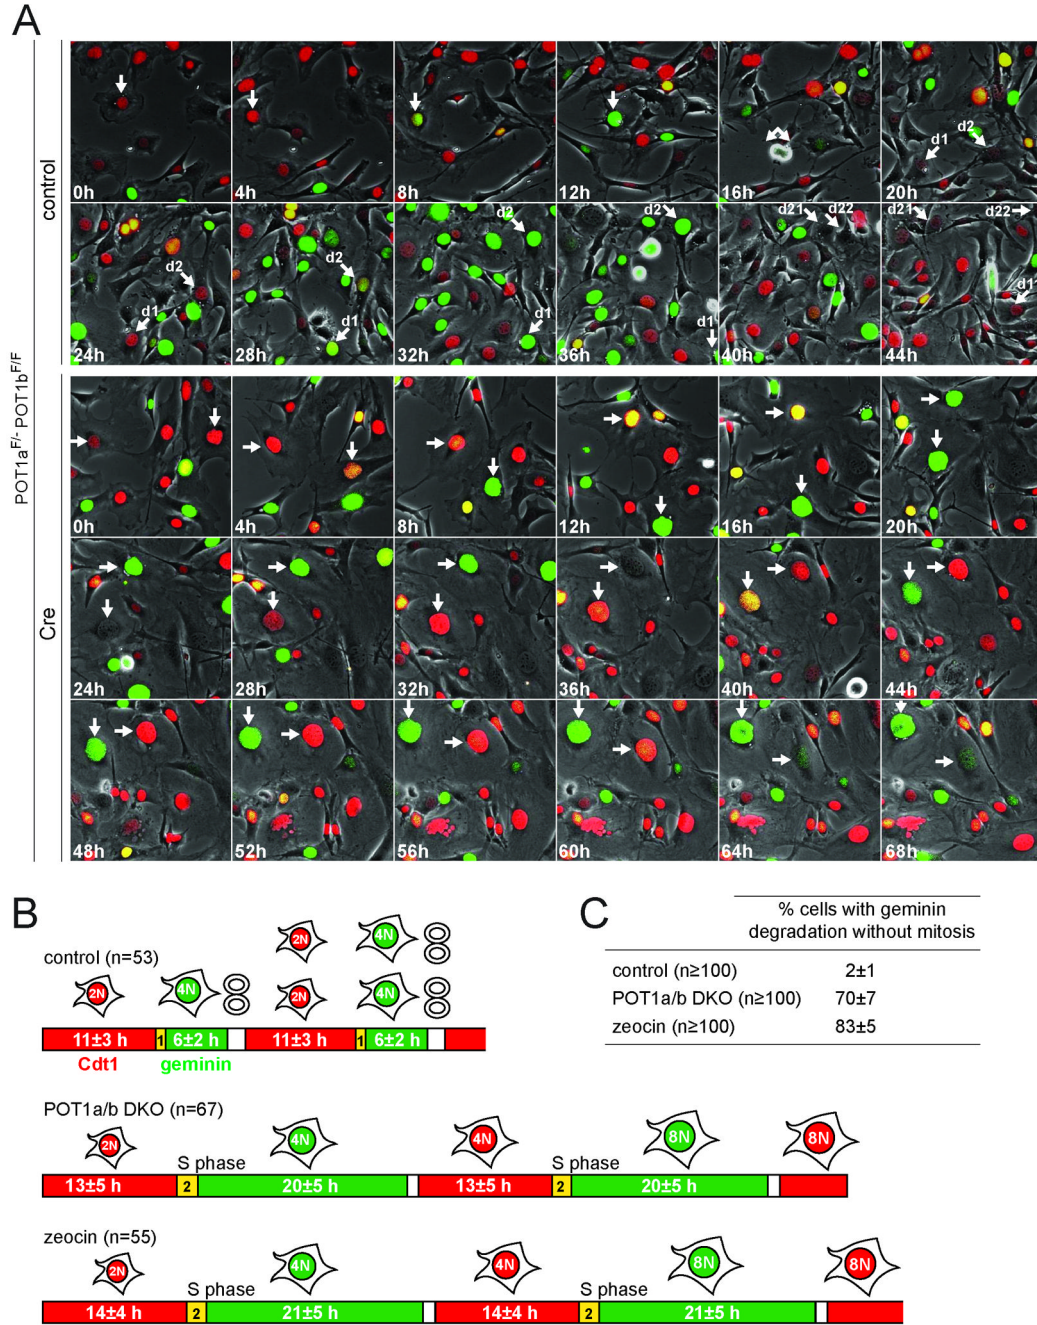 A
control
0h 4h 8h 12h 16h d1 d2 20h
d2 d1 24h d2 d1 28h d2 d1 32h d2 d1 36h d21 d22 40h d21 d22 d1 44h
POT1aF/- POT1bF/F
Cre
0h 4h 8h 12h 16h 20h
24h 28h 32h 36h 40h 44h
48h 52h 56h 60h 64h 68h
B
control (n=53)
2N 4N
2N 4N 2N 4N
11±3 h 1 6±2 h 11±3 h 1 6±2 h
Cdt1 geminin
POT1a/b DKO (n=67)
2N 4N 4N 8N 8N
S phase S phase
13±5 h 2 20±5 h 13±5 h 2 20±5 h
zeocin (n=55)
2N 4N 4N 8N 8N
S phase S phase
14±4 h 2 21±5 h 14±4 h 2 21±5 h
C
% cells with geminin
degradation without mitosis
control (n≥100) 2±1
POT1a/b DKO (n≥100) 70±7
zeocin (n≥100) 83±5